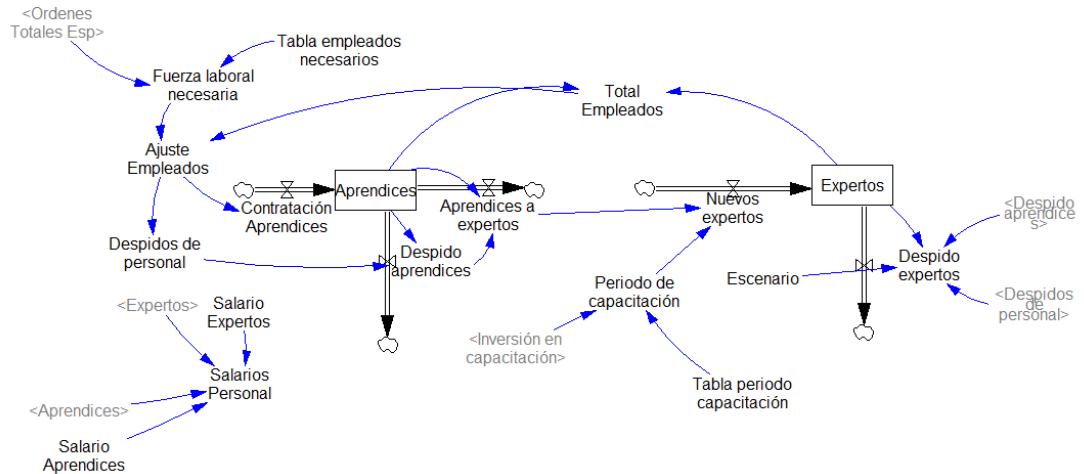 <Ordenes
Totales Esp>
Tabla empleados
necesarios
Fuerza laboral
necesaria
Total
Empleados
Ajuste
Empleados
Aprendices
Expertos
Contratación
Aprendices
Aprendices a
expertos
Nuevos
expertos
<Despido
aprendice
s>
Despidos de
personal
Despido
aprendices
Despido
expertos
Escenario
Periodo de
capacitación
<Expertos>
Salario
Expertos
<Despidos
de
personal>
<Inversión en
capacitación>
Salarios
Personal
Tabla periodo
capacitación
<Aprendices>
Salario
Aprendices